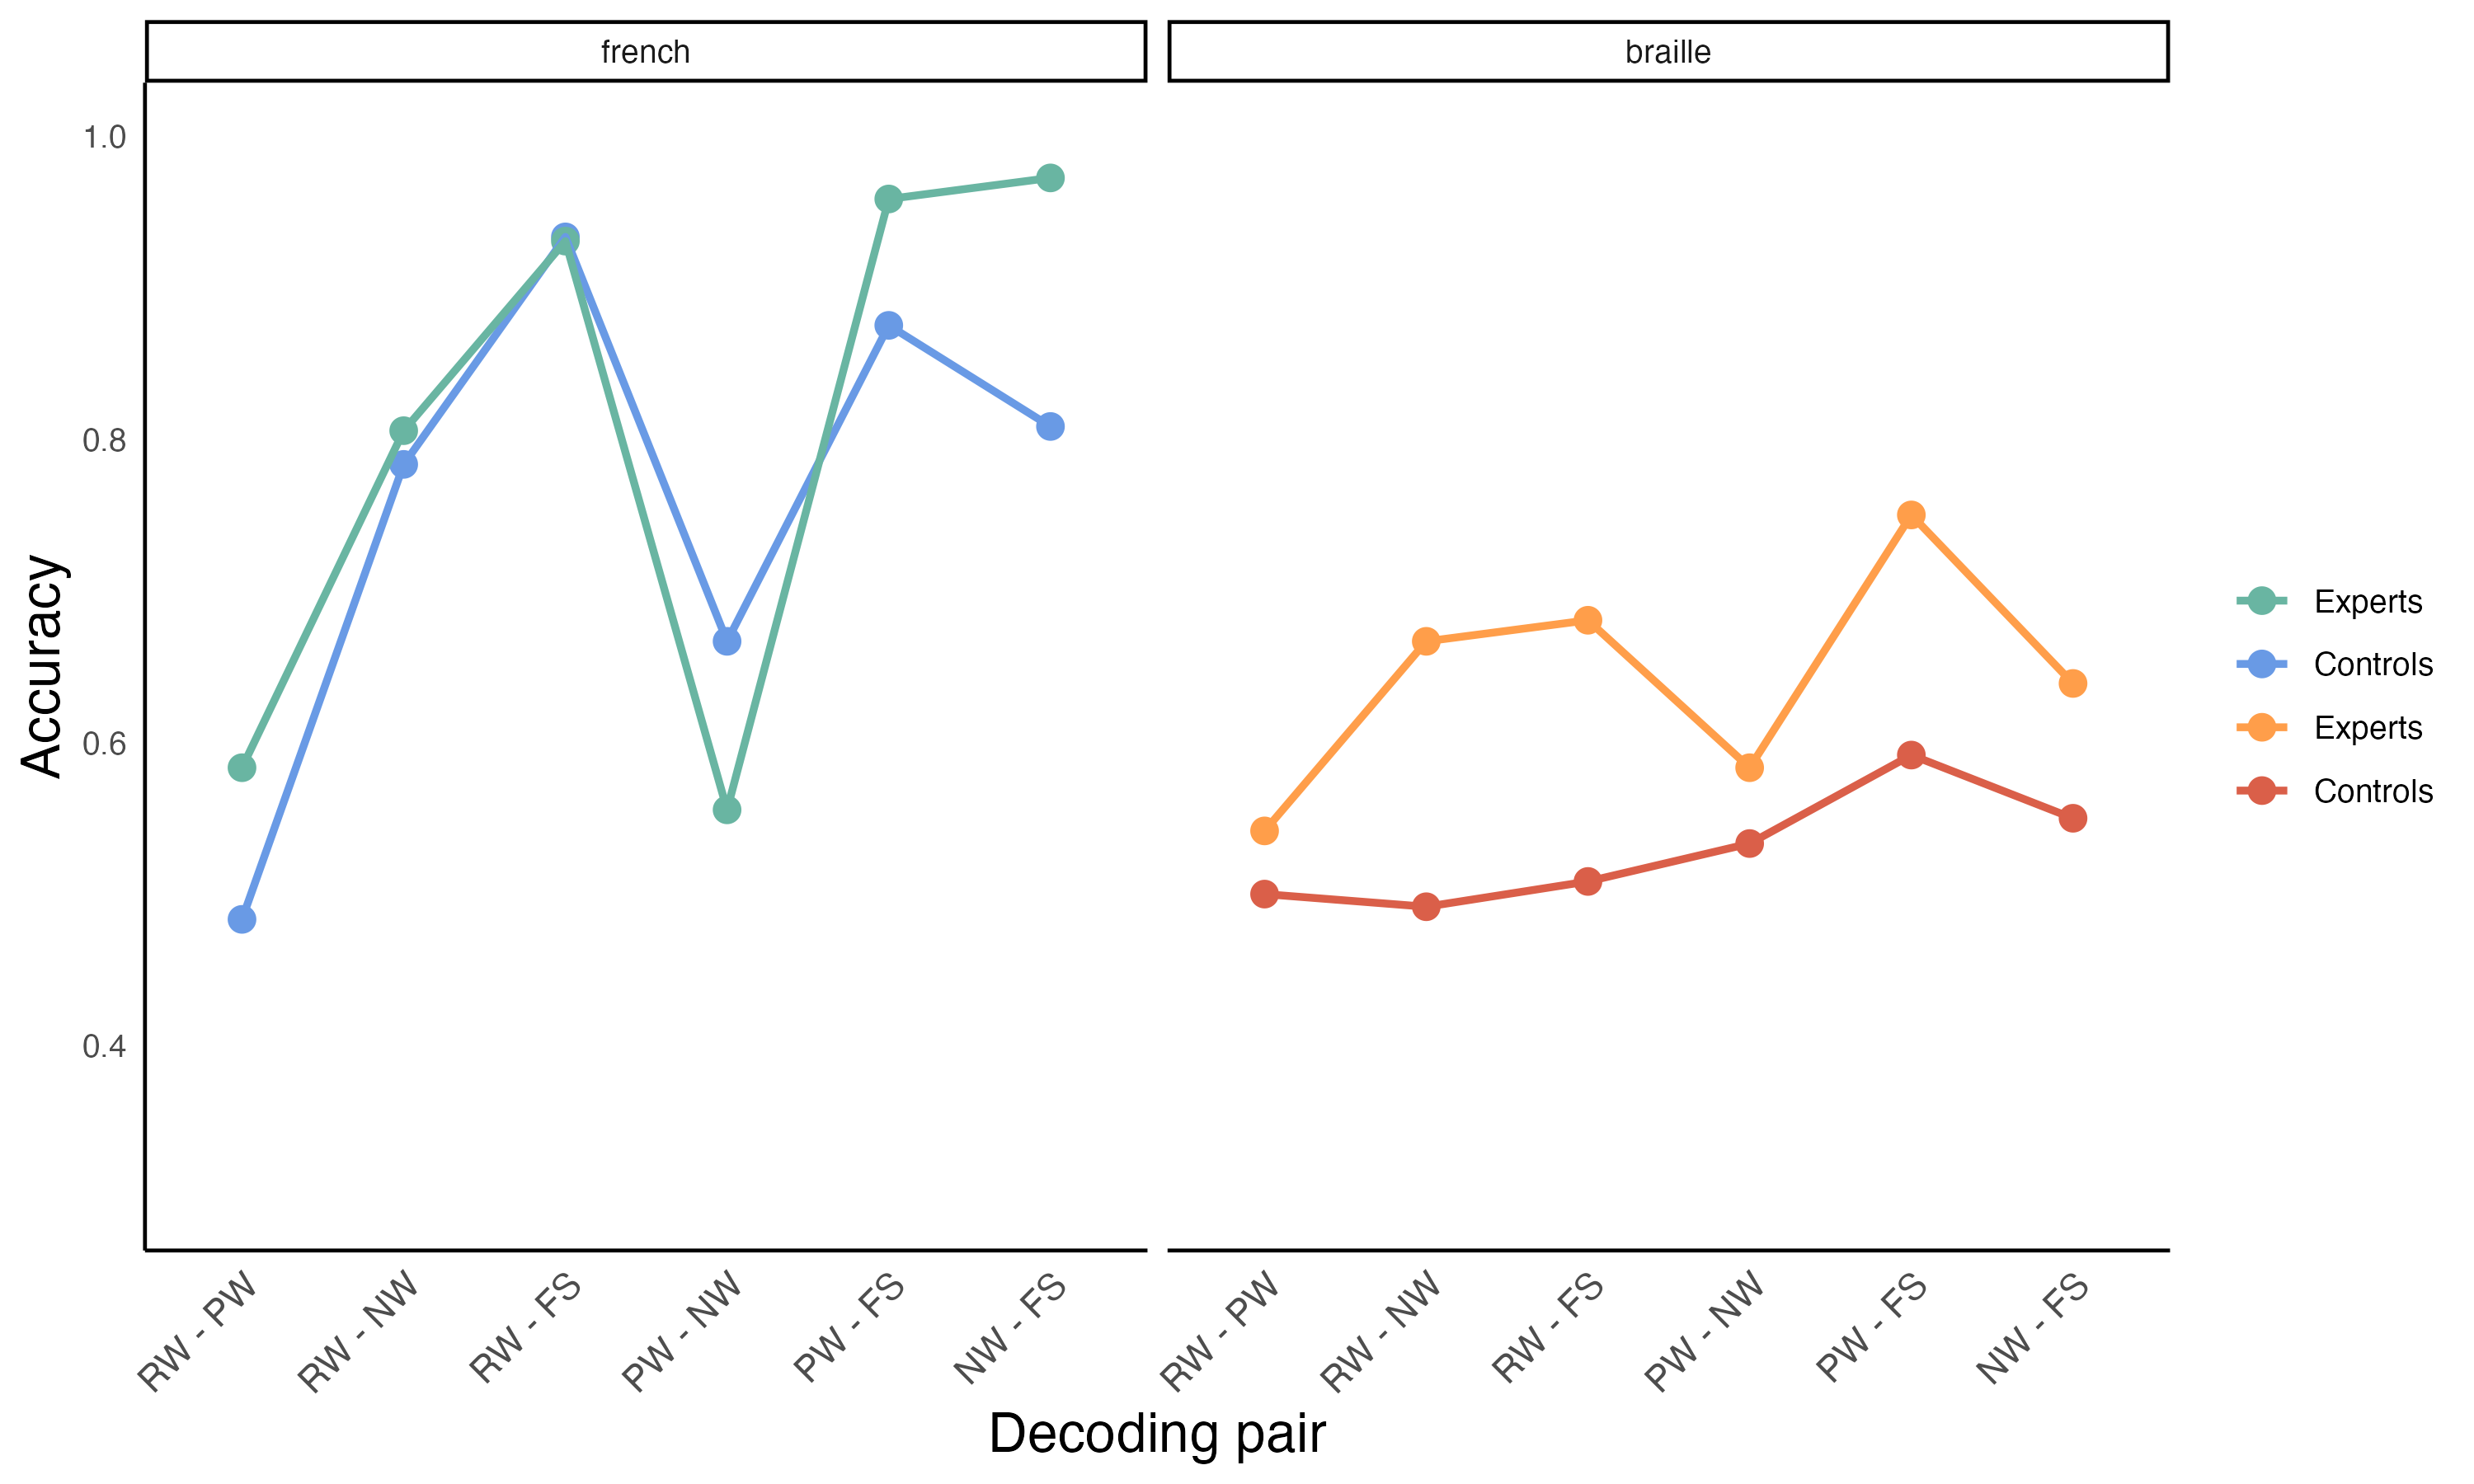 french
braille
1.0
0.8
0.6
0.4
Accuracy
RW - PW
RW - NW
RW - FS
PW - NW
PW - FS
NW - FS
RW - PW
RW - NW
RW - FS
PW - NW
PW - FS
NW - FS
Decoding pair
Experts
Controls
Experts
Controls